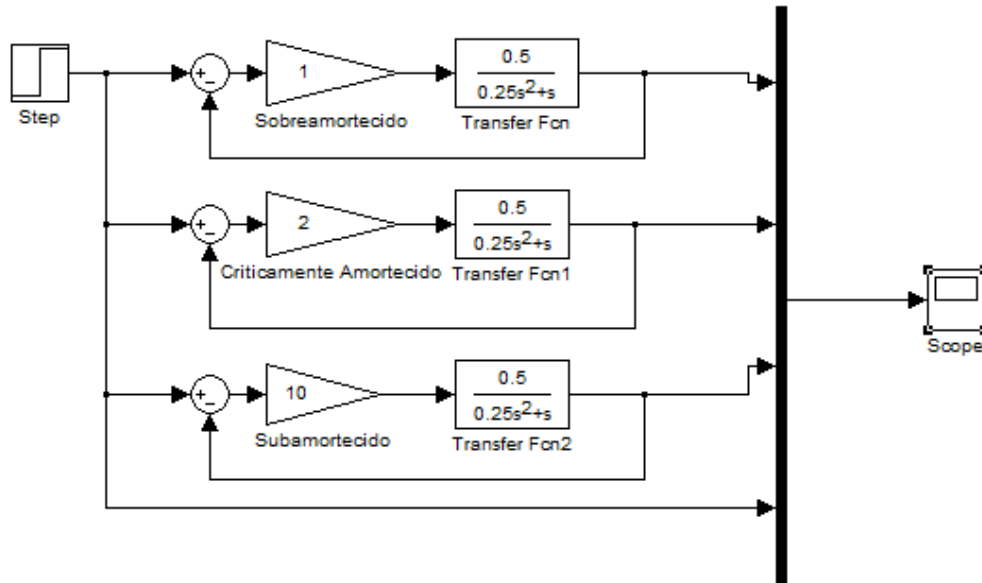 Step
+
−
1
Sobreamortecido
0.5
0.25s²+s
Transfer Fcn
+
−
2
Criticamente Amortecido
0.5
0.25s²+s
Transfer Fcn1
+
−
10
Subamortecido
0.5
0.25s²+s
Transfer Fcn2
Scope